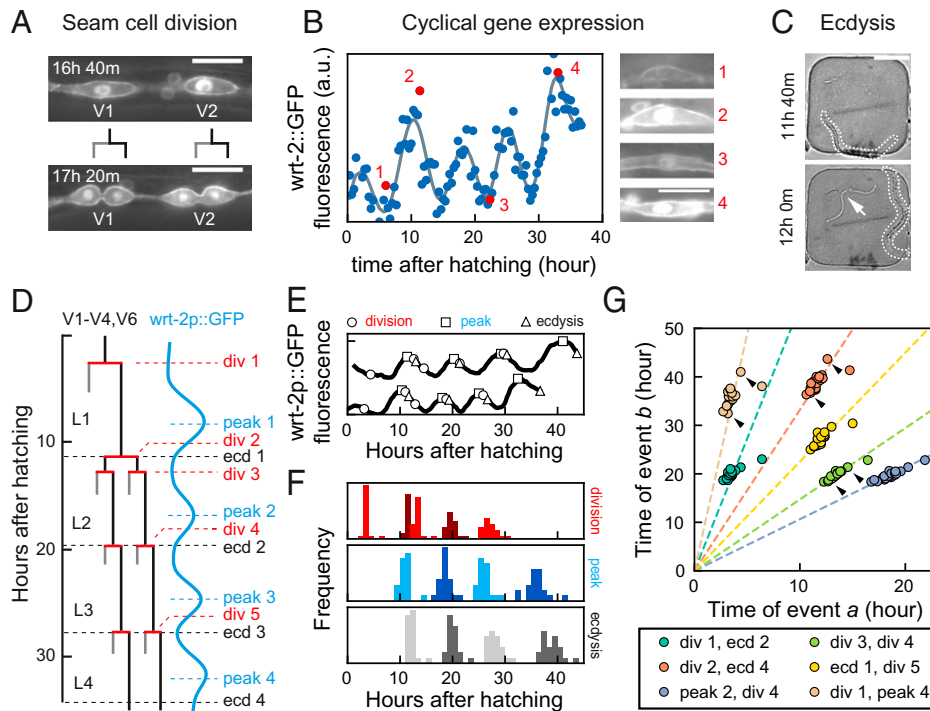 A Seam cell division
16h 40m
V1 V2
17h 20m
V1 V2
B Cyclical gene expression
wrt-2::GFP
fluorescence (a.u.)
1
2
3
4
0 10 20 30 40
time after hatching (hour)
1
2
3
4
C Ecdysis
11h 40m
12h 0m
D V1-V4,V6 wrt-2p::GFP
Hours after hatching
10
20
30
L1
L2
L3
L4
div 1
peak 1
div 2
ecd 1
div 3
peak 2
div 4
ecd 2
peak 3
div 5
ecd 3
peak 4
ecd 4
E division peak ecdysis
wrt-2p::GFP
fluorescence
0 10 20 30 40
Hours after hatching
F
Frequency
division
peak
ecdysis
0 10 20 30 40
Hours after hatching
G
Time of event b (hour)
50
40
30
20
10
0
0 10 20
Time of event a (hour)
div 1, ecd 2
div 2, ecd 4
peak 2, div 4
div 3, div 4
ecd 1, div 5
div 1, peak 4